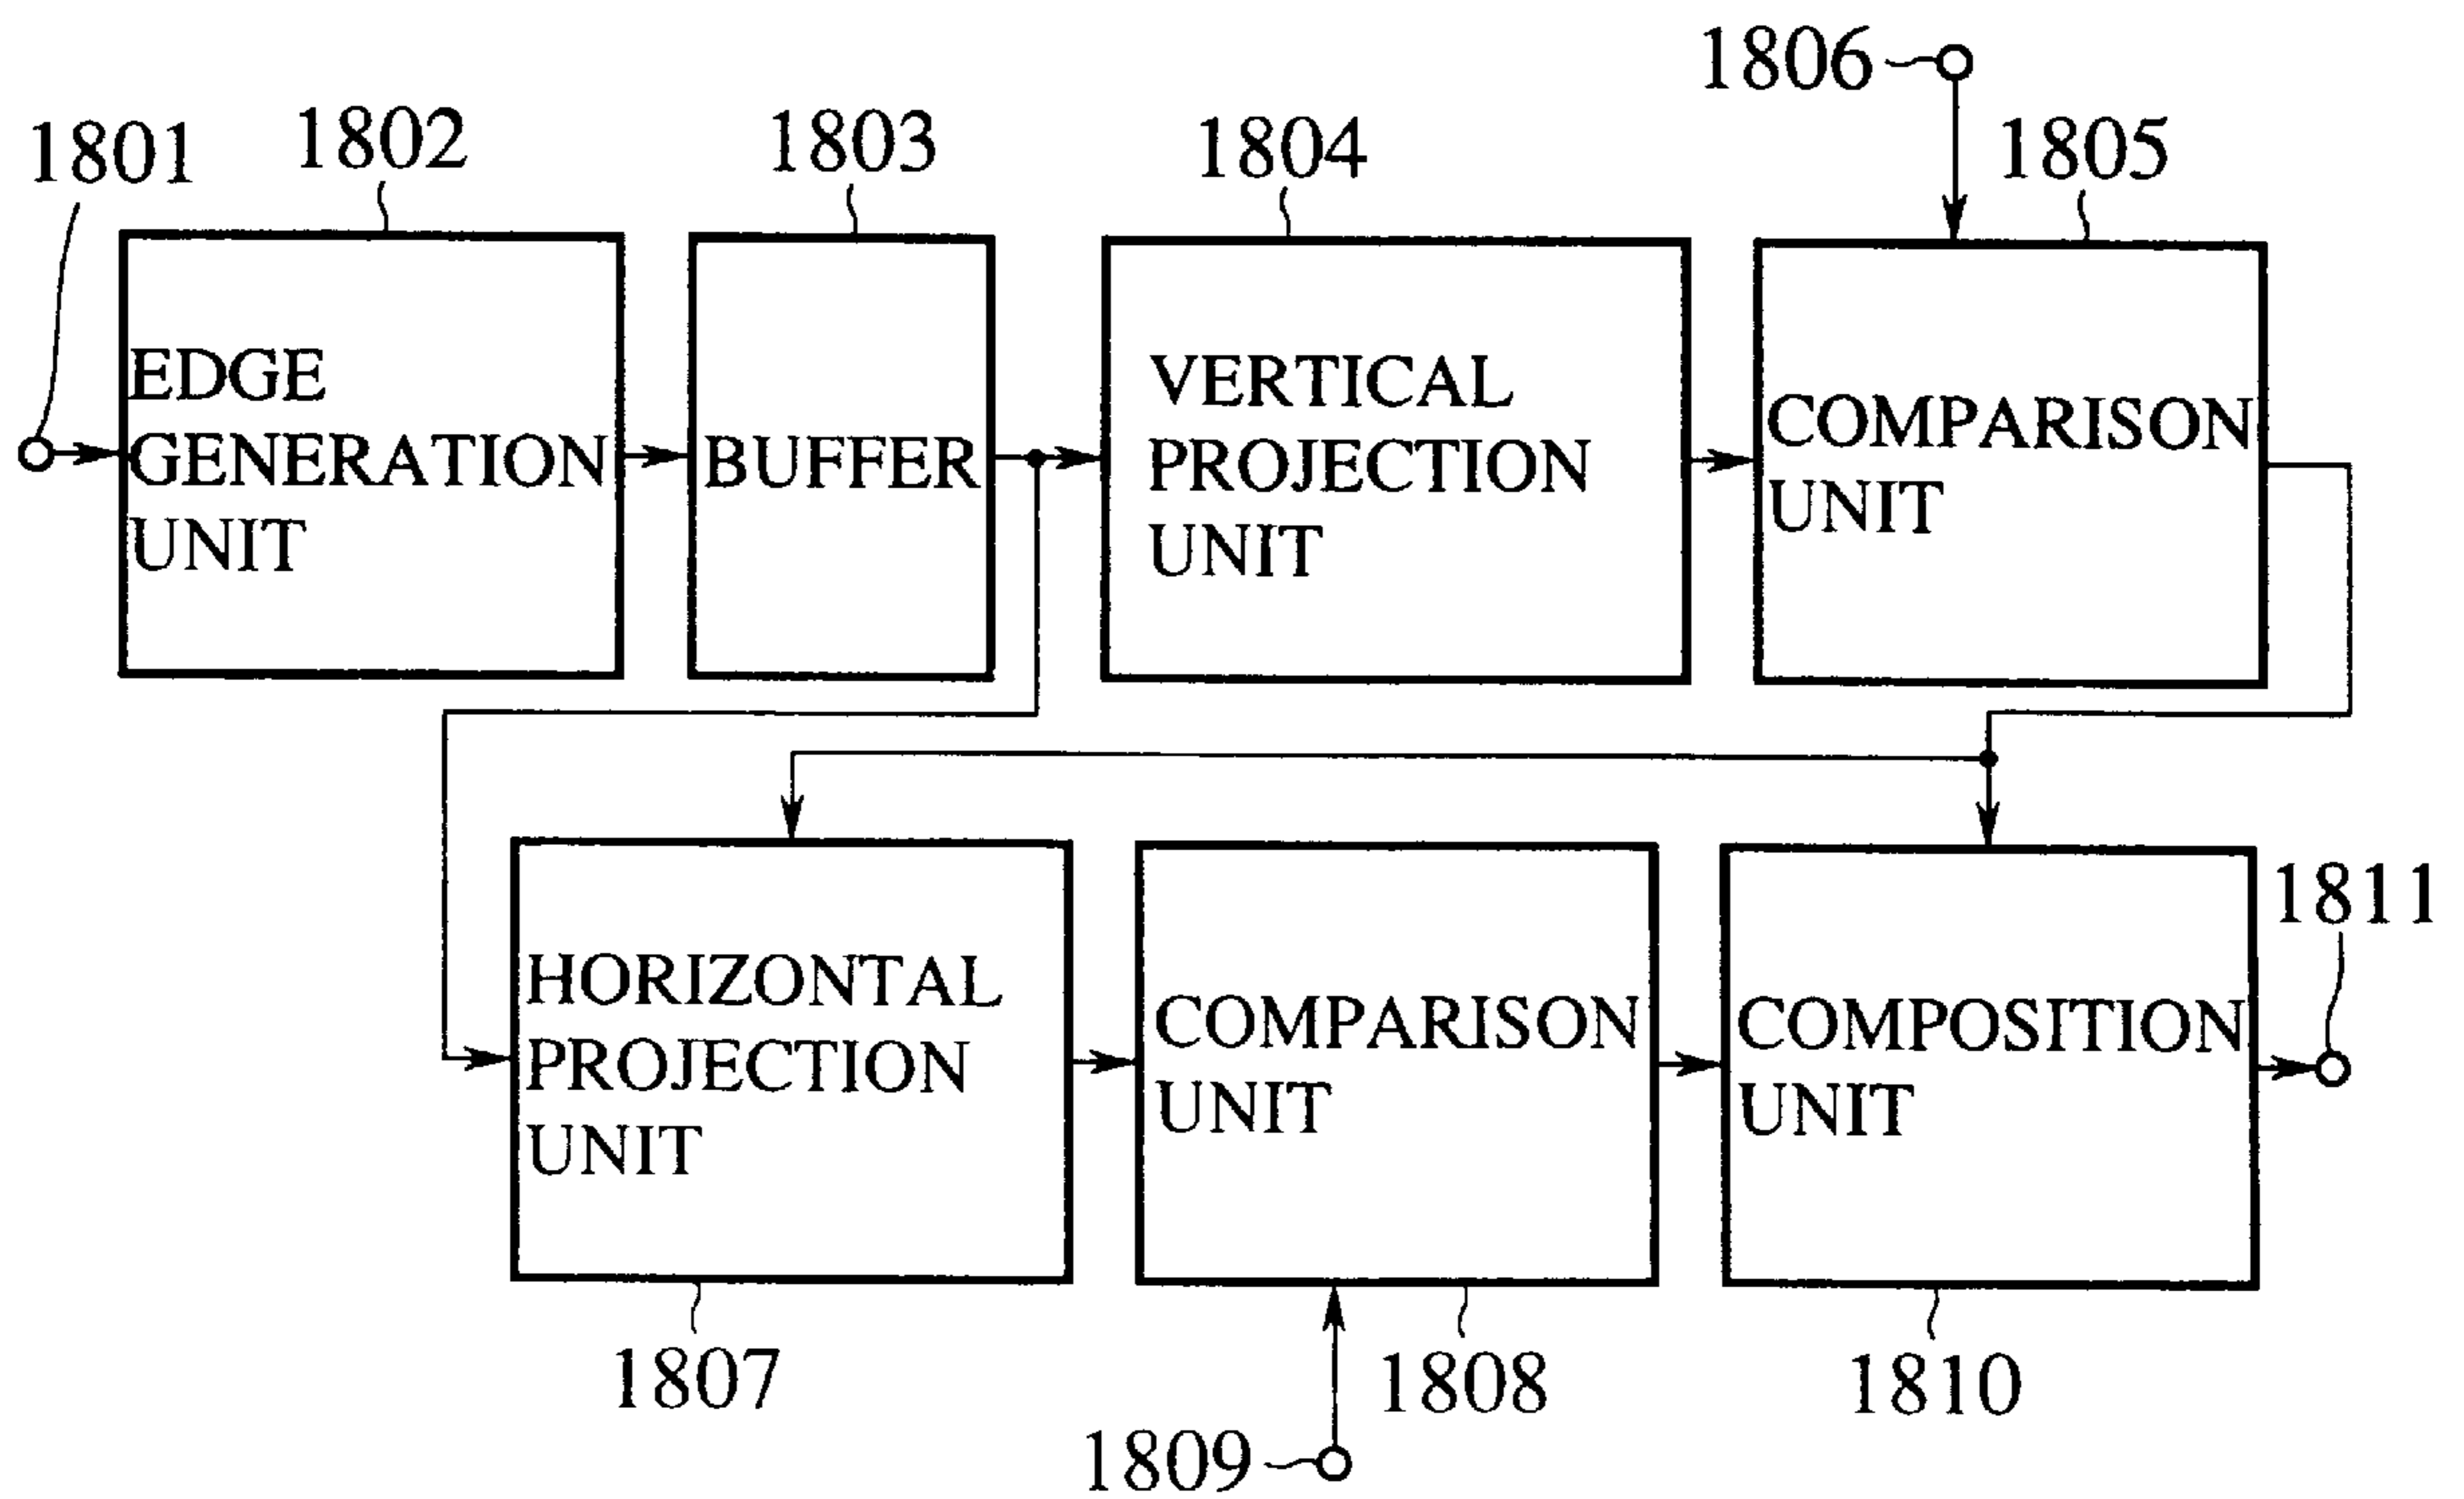 1806
1801
1802
1803
1804
1805
EDGE
GENERATION
UNIT
BUFFER
VERTICAL
PROJECTION
UNIT
COMPARISON
UNIT
HORIZONTAL
PROJECTION
UNIT
COMPARISON
UNIT
COMPOSITION
UNIT
1811
1807
1808
1810
1809